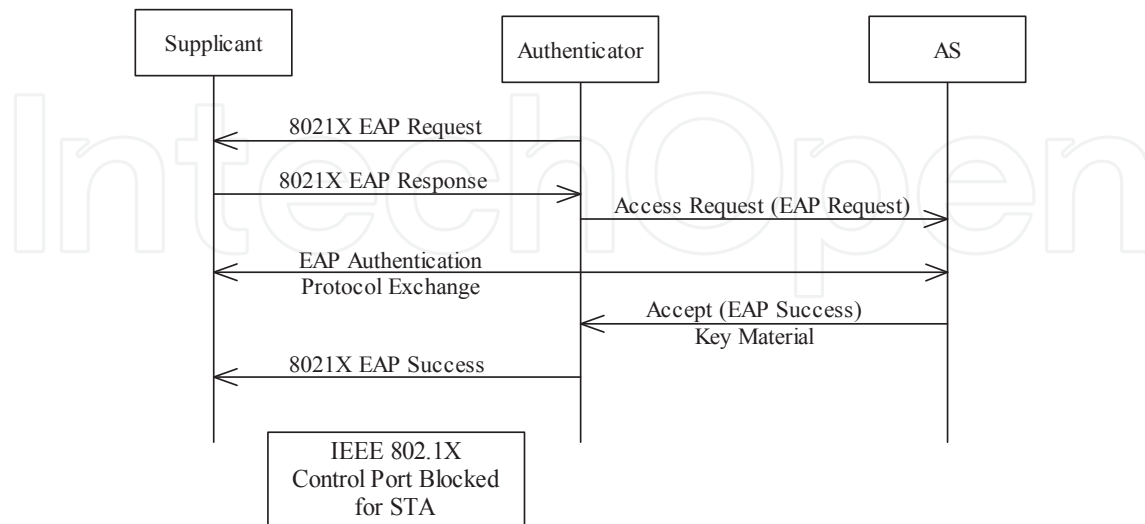 Supplicant
Authenticator
AS
IntechOpen
8021X EAP Request
8021X EAP Response
Access Request (EAP Request)
EAP Authentication
Protocol Exchange
Accept (EAP Success)
Key Material
8021X EAP Success
IEEE 802.1X
Control Port Blocked
for STA